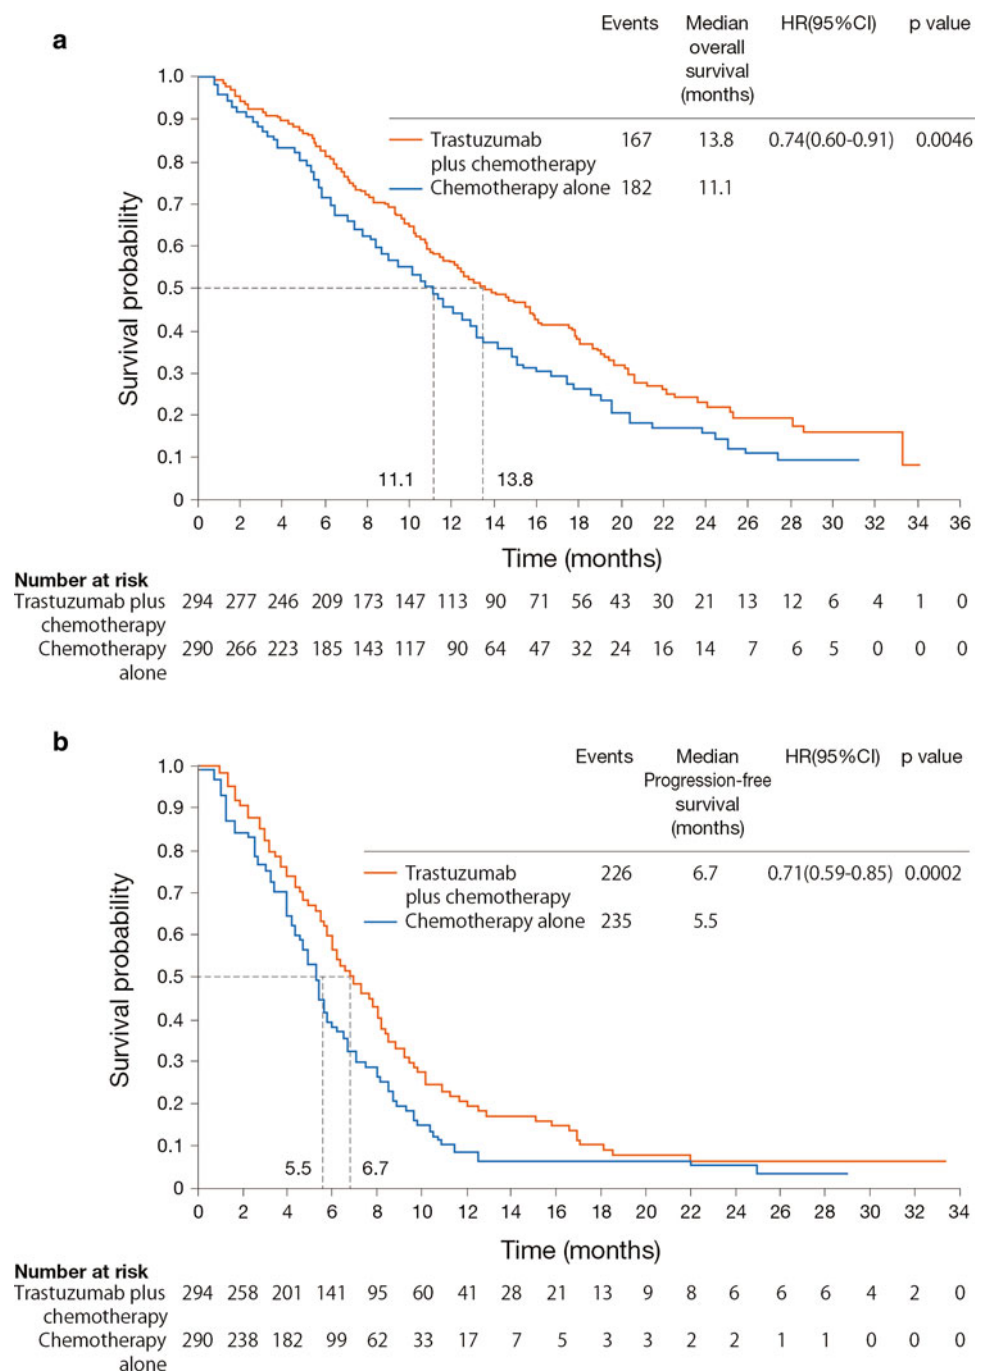 a
Events Median overall survival (months) HR(95%CI) p value
Trastuzumab plus chemotherapy 167 13.8 0.74(0.60-0.91) 0.0046
Chemotherapy alone 182 11.1
Survival probability
1.0
0.9
0.8
0.7
0.6
0.5
0.4
0.3
0.2
0.1
0
11.1 13.8
0 2 4 6 8 10 12 14 16 18 20 22 24 26 28 30 32 34 36
Time (months)
Number at risk
Trastuzumab plus chemotherapy 294 277 246 209 173 147 113 90 71 56 43 30 21 13 12 6 4 1 0
Chemotherapy alone 290 266 223 185 143 117 90 64 47 32 24 16 14 7 6 5 0 0 0
b
Events Median Progression-free survival (months) HR(95%CI) p value
Trastuzumab plus chemotherapy 226 6.7 0.71(0.59-0.85) 0.0002
Chemotherapy alone 235 5.5
Survival probability
1.0
0.9
0.8
0.7
0.6
0.5
0.4
0.3
0.2
0.1
0
5.5 6.7
0 2 4 6 8 10 12 14 16 18 20 22 24 26 28 30 32 34
Time (months)
Number at risk
Trastuzumab plus chemotherapy 294 258 201 141 95 60 41 28 21 13 9 8 6 6 6 4 2 0
Chemotherapy alone 290 238 182 99 62 33 17 7 5 3 3 2 2 1 1 0 0 0